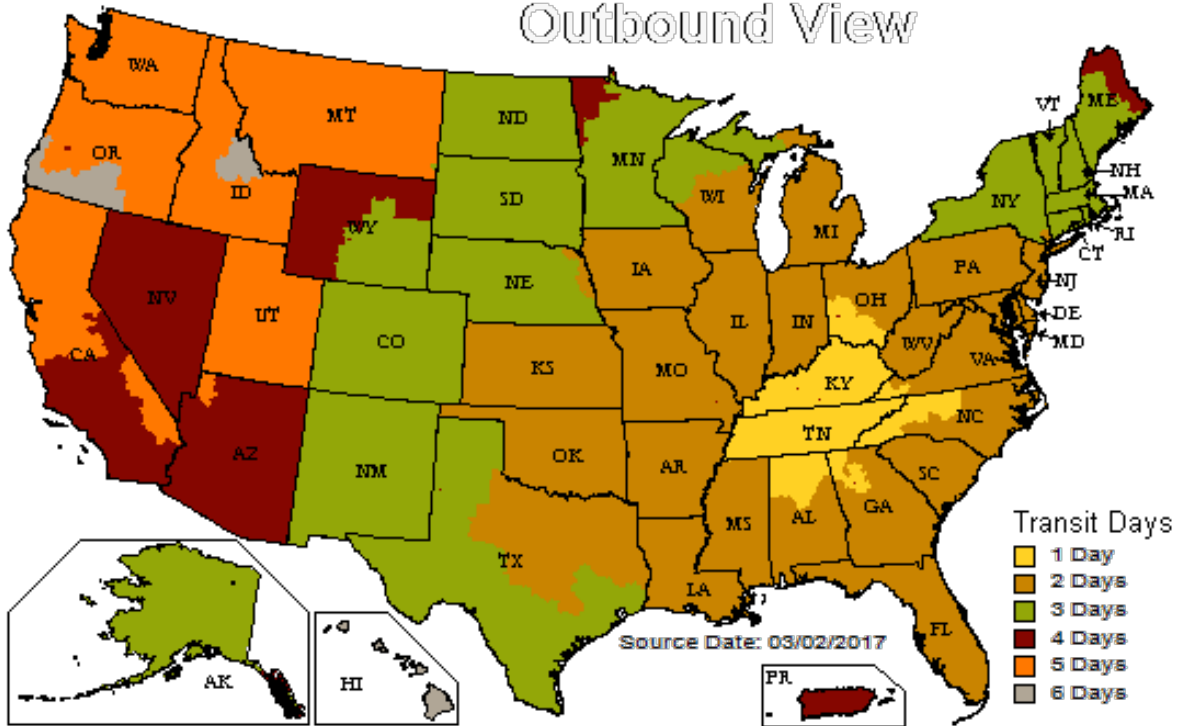 Outbound View
WA
MT
ND
MN
VT
ME
OR
ID
SD
WI
NY
NH
MA
WY
MI
RI
CT
IA
PA
NV
NE
NJ
UT
IL
IN
OH
DE
CO
WV
MD
CA
KS
MO
VA
KY
NC
TN
AZ
OK
AR
NM
SC
MS
AL
GA
TX
LA
FL
AK
HI
PR
Source Date: 03/02/2017
Transit Days
1 Day
2 Days
3 Days
4 Days
5 Days
6 Days